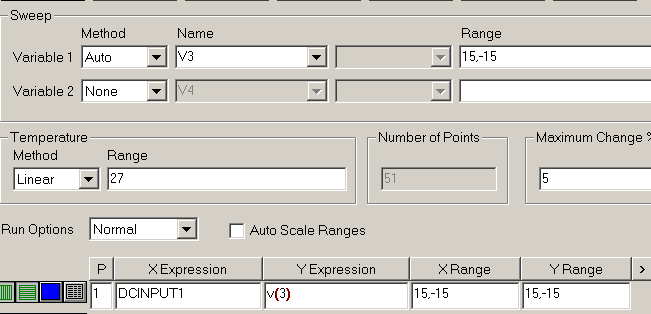 Sweep
Method Name Range
Variable 1 Auto V3 15,-15
Variable 2 None V4
Temperature Number of Points Maximum Change %
Method Range
Linear 27 51 5
Run Options Normal Auto Scale Ranges
P X Expression Y Expression X Range Y Range >
1 DCINPUT1 v(3) 15,-15 15,-15